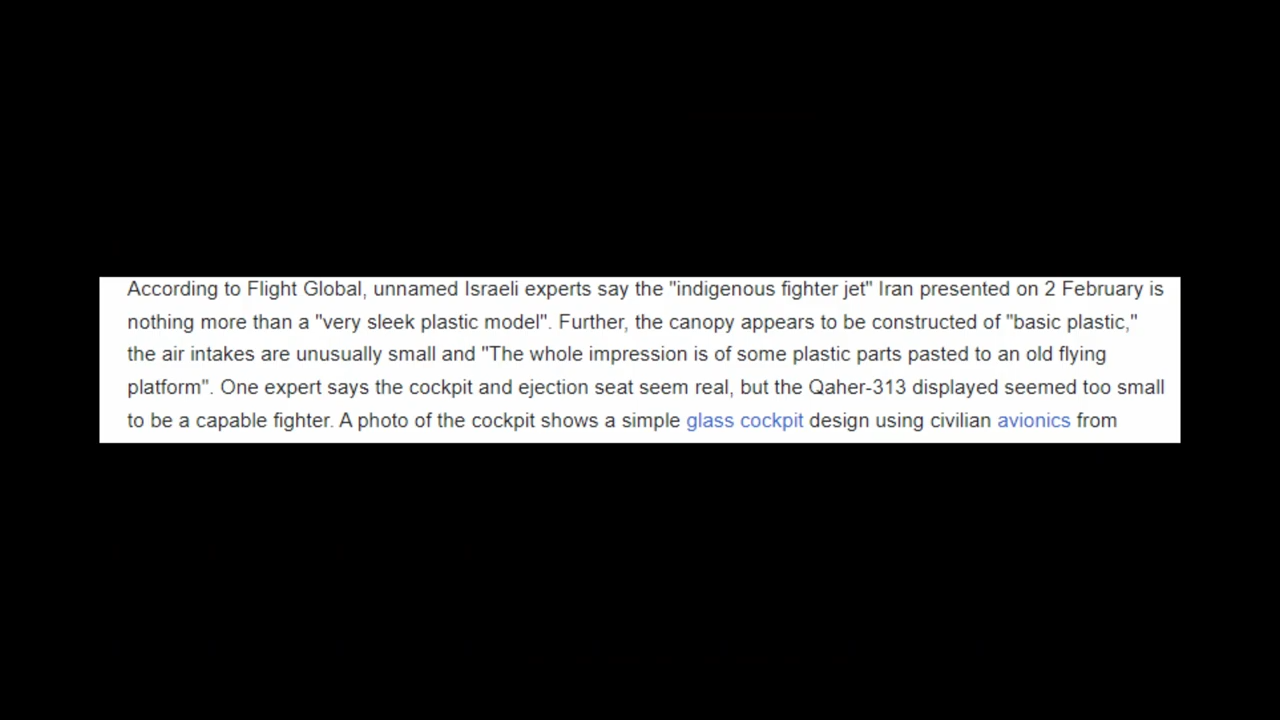 According to Flight Global, unnamed Israeli experts say the "indigenous fighter jet" Iran presented on 2 February is
nothing more than a "very sleek plastic model". Further, the canopy appears to be constructed of "basic plastic,"
the air intakes are unusually small and "The whole impression is of some plastic parts pasted to an old flying
platform". One expert says the cockpit and ejection seat seem real, but the Qaher-313 displayed seemed too small
to be a capable fighter. A photo of the cockpit shows a simple glass cockpit design using civilian avionics from